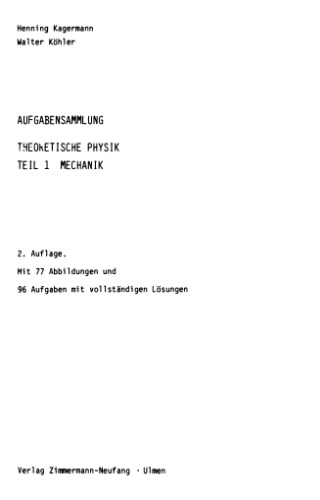 Henning Kagermann
Walter Köhler
AUFGABENSAMMLUNG
THEORETISCHE PHYSIK
TEIL 1 MECHANIK
2. Auflage.
Mit 77 Abbildungen und
96 Aufgaben mit vollständigen Lösungen
Verlag Zimmermann-Neufang · Ulmen